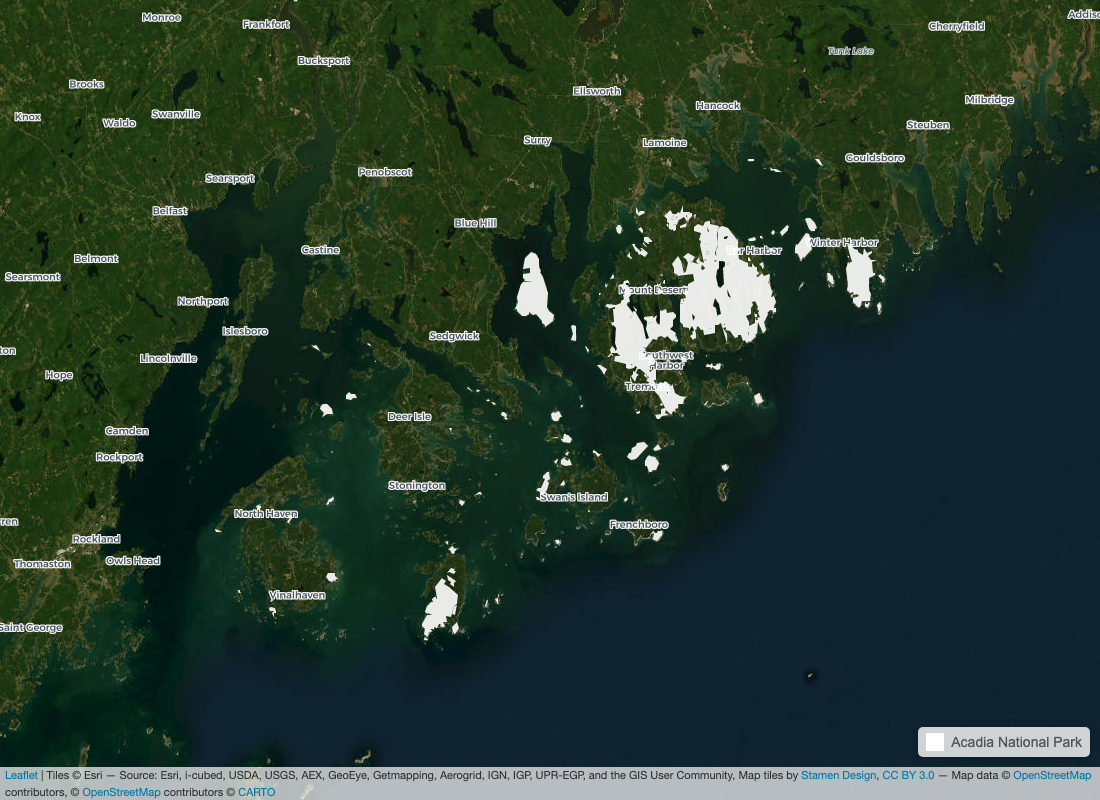 Monroe
Frankfort
Cherryfield
Addiso
Bucksport
Tunk Lake
Brooks
Ellsworth
Milbridge
Hancock
Knox
Swanville
Waldo
Steuben
Surry
Lamoine
Gouldsboro
Penobscot
Searsport
Belfast
Blue Hill
Winter Harbor
Castine
Bar Harbor
Belmont
Searsmont
Mount Desert
Northport
Islesboro
Sedgwick
ton
Lincolnville
Southwest
Harbor
Hope
Tremont
Deer Isle
Camden
Rockport
Stonington
Swan's Island
North Haven
ren
Frenchboro
Rockland
Thomaston
Owls Head
Vinalhaven
Saint George
Acadia National Park
Leaflet | Tiles © Esri — Source: Esri, i-cubed, USDA, USGS, AEX, GeoEye, Getmapping, Aerogrid, IGN, IGP, UPR-EGP, and the GIS User Community, Map tiles by Stamen Design, CC BY 3.0 — Map data © OpenStreetMap
contributors, © OpenStreetMap contributors © CARTO